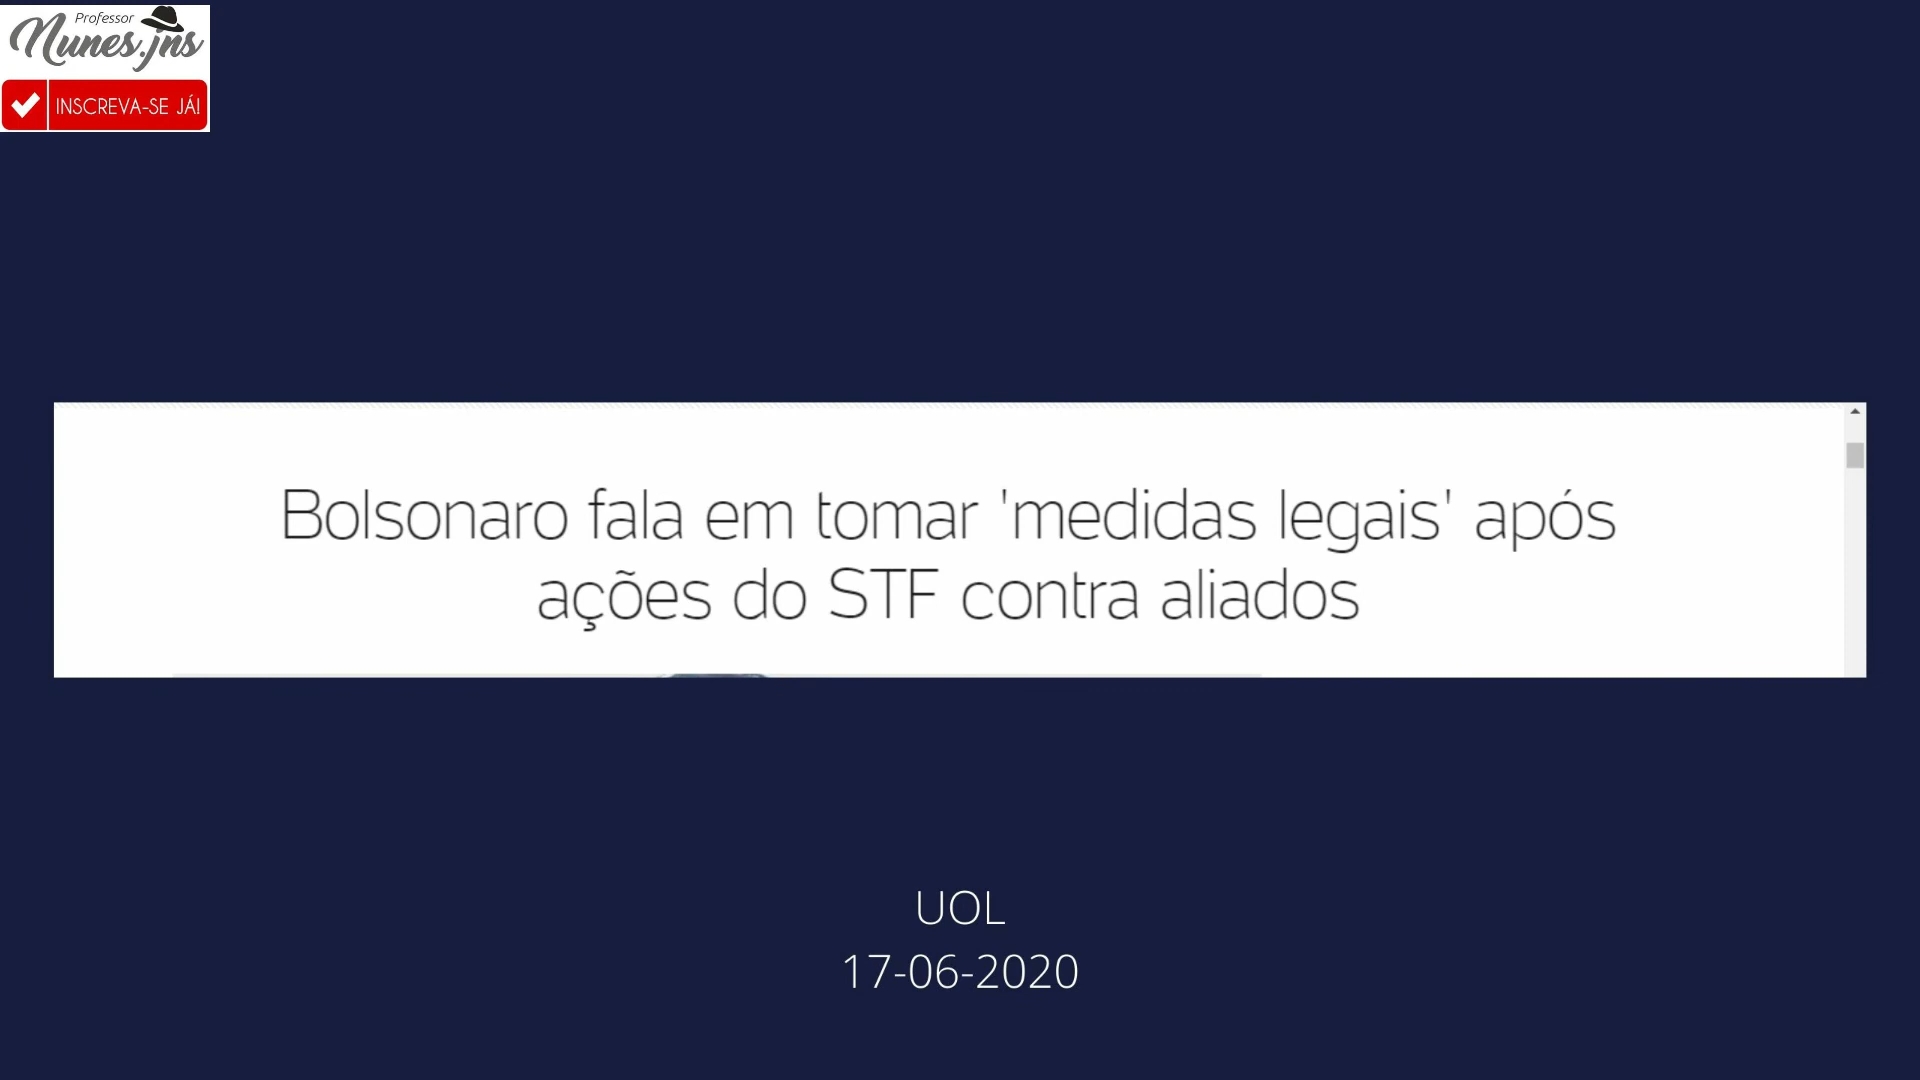 Professor
Nunes.jns
INSCREVA-SE JÁ!
Bolsonaro fala em tomar 'medidas legais' após
ações do STF contra aliados
UOL
17-06-2020